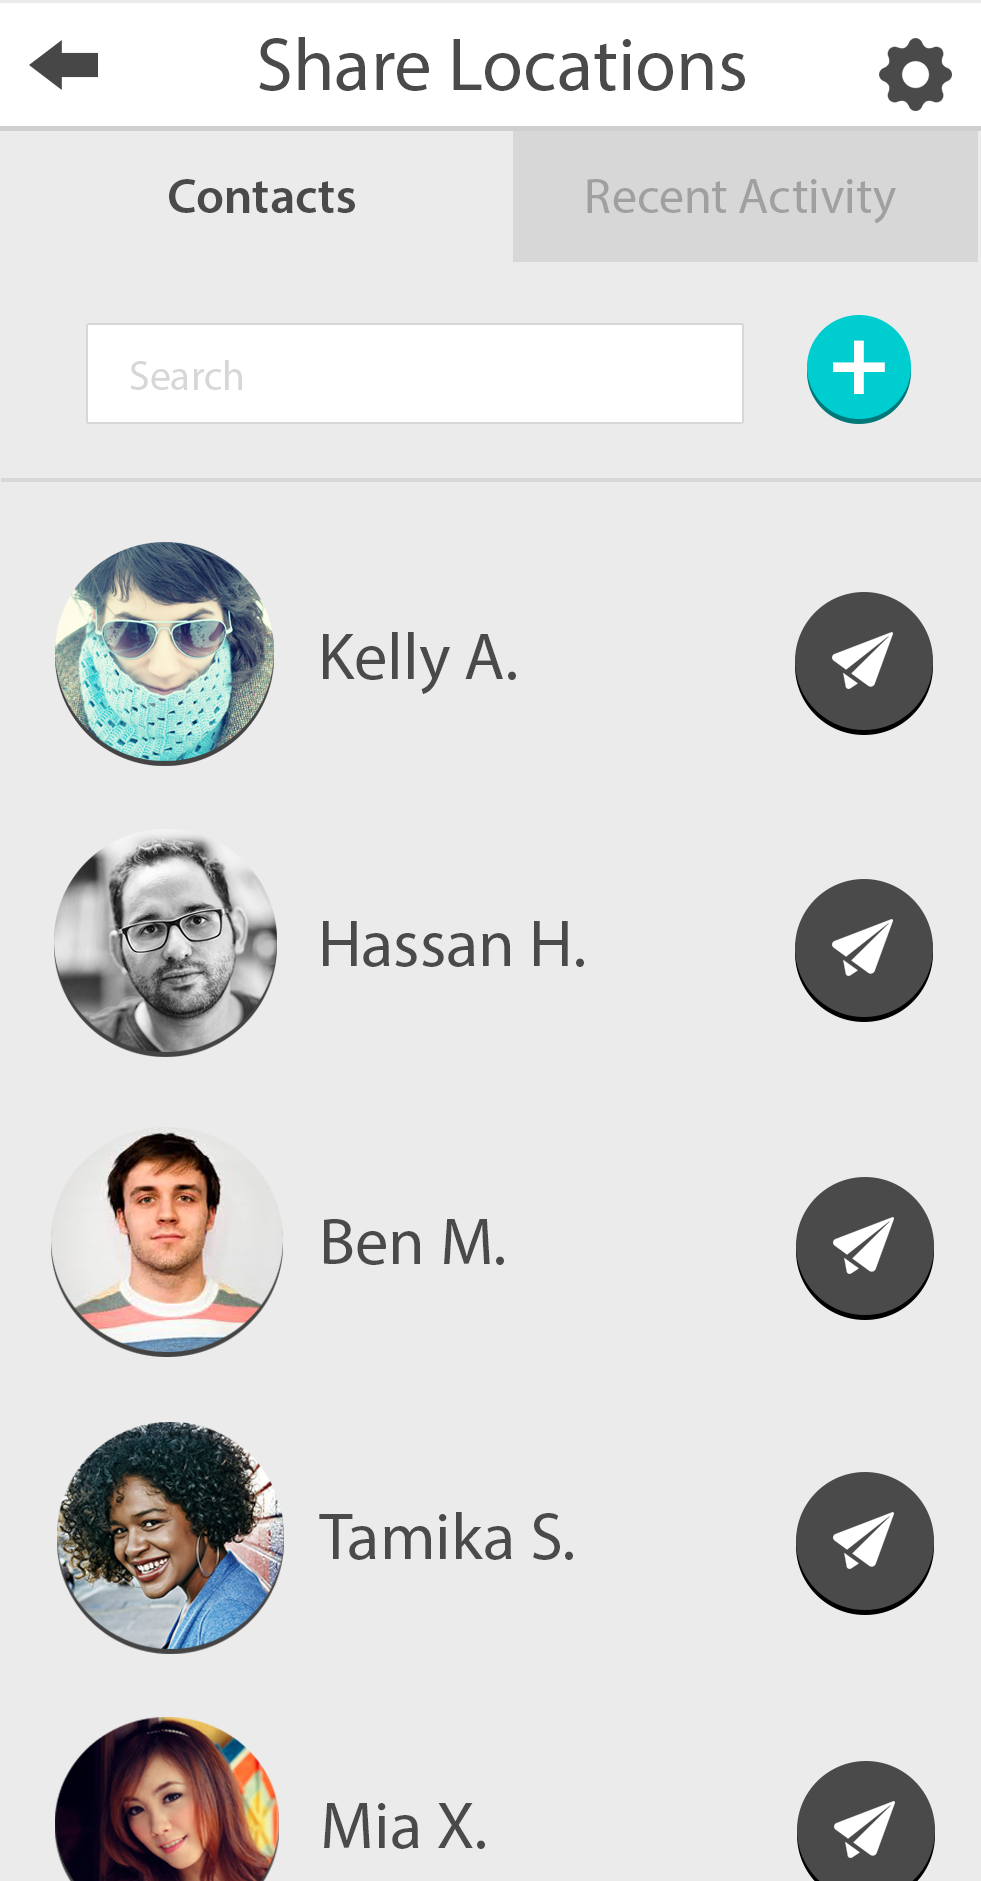 Share Locations
Contacts
Recent Activity
Search
Kelly A.
Hassan H.
Ben M.
Tamika S.
Mia X.